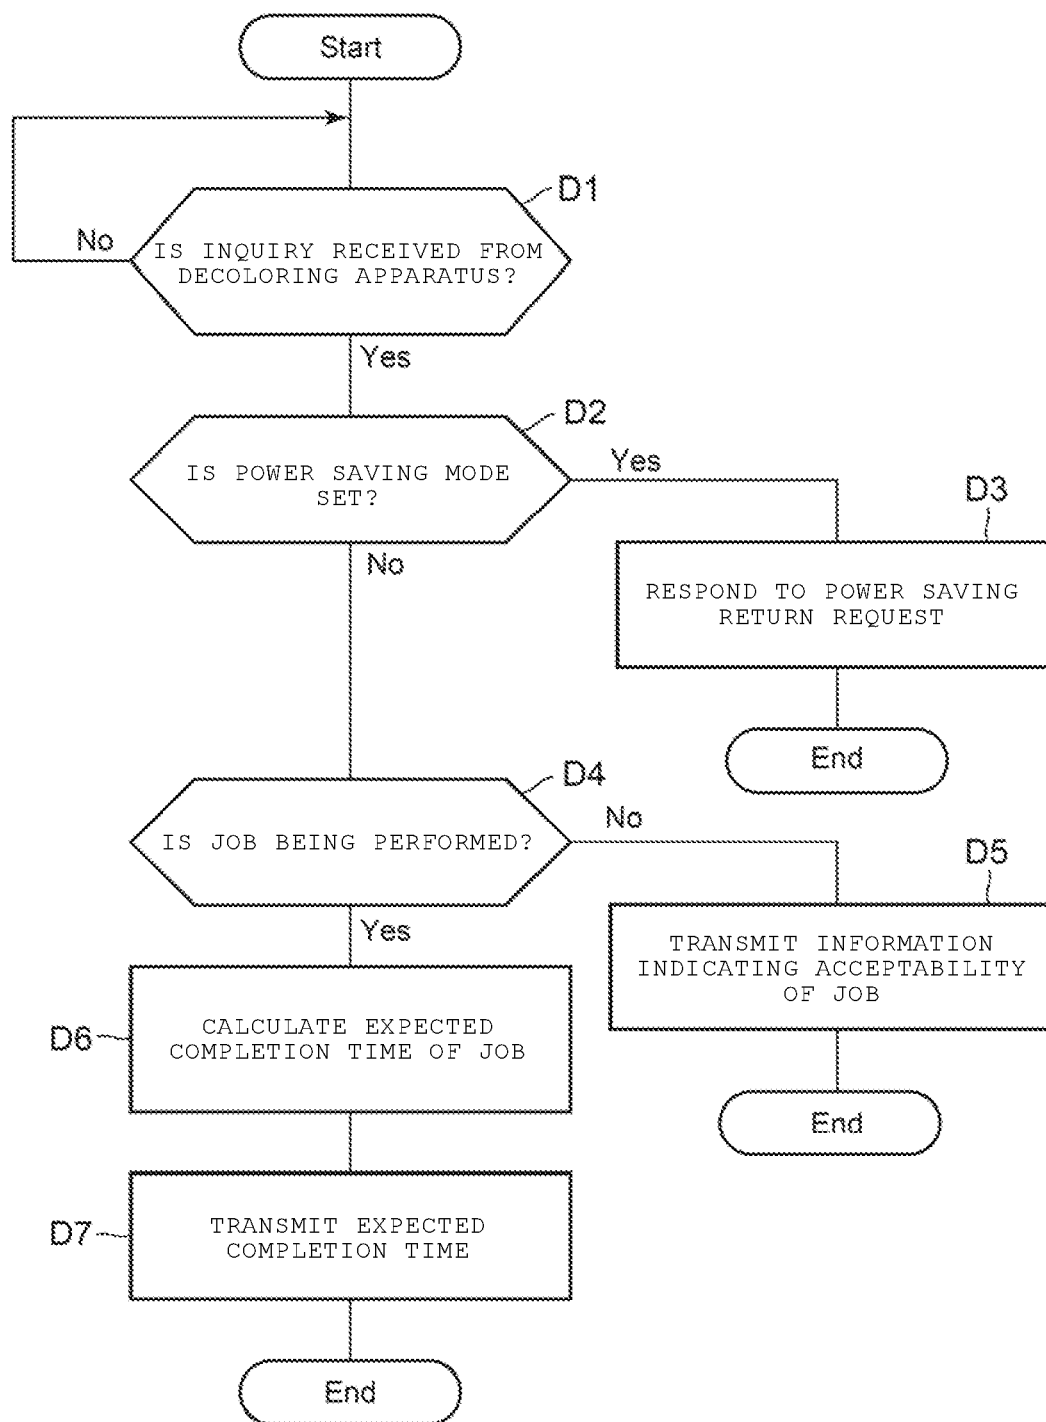 Start
D1
No
IS INQUIRY RECEIVED FROM
DECOLORING APPARATUS?
Yes
D2
IS POWER SAVING MODE
SET?
Yes
No
D3
RESPOND TO POWER SAVING
RETURN REQUEST
End
D4
IS JOB BEING PERFORMED?
No
Yes
D5
TRANSMIT INFORMATION
INDICATING ACCEPTABILITY
OF JOB
End
D6
CALCULATE EXPECTED
COMPLETION TIME OF JOB
D7
TRANSMIT EXPECTED
COMPLETION TIME
End